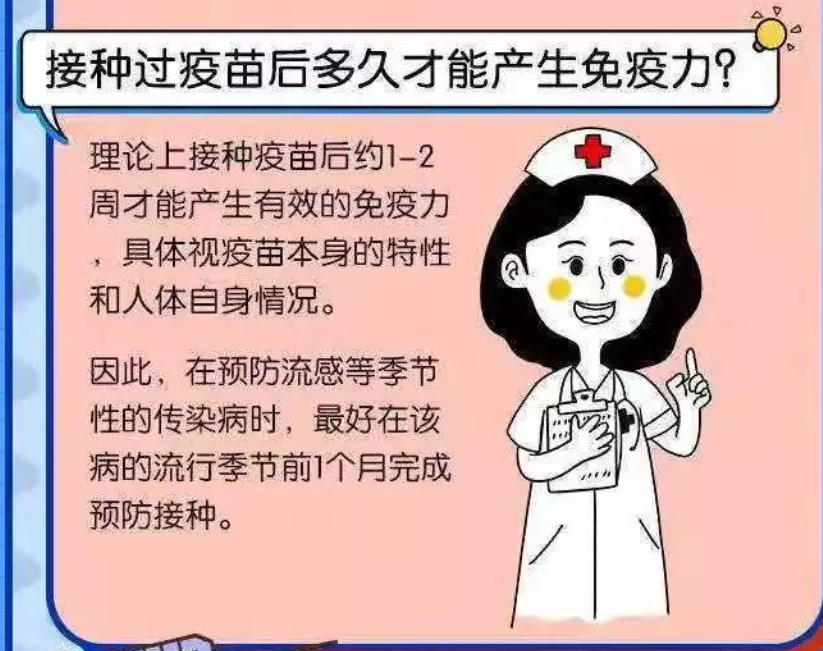 接种过疫苗后多久才能产生免疫力？
理论上接种疫苗后约1-2
周才能产生有效的免疫力
，具体视疫苗本身的特性
和人体自身情况。
因此，在预防流感等季节
性的传染病时，最好在该
病的流行季节前1个月完成
预防接种。